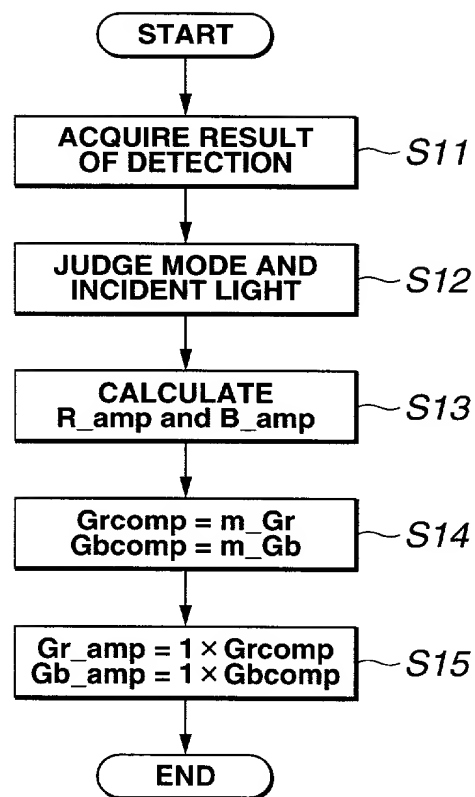 START
ACQUIRE RESULT
OF DETECTION
S11
JUDGE MODE AND
INCIDENT LIGHT
S12
CALCULATE
R_amp and B_amp
S13
Grcomp = m_Gr
Gbcomp = m_Gb
S14
Gr_amp = 1 × Grcomp
Gb_amp = 1 × Gbcomp
S15
END